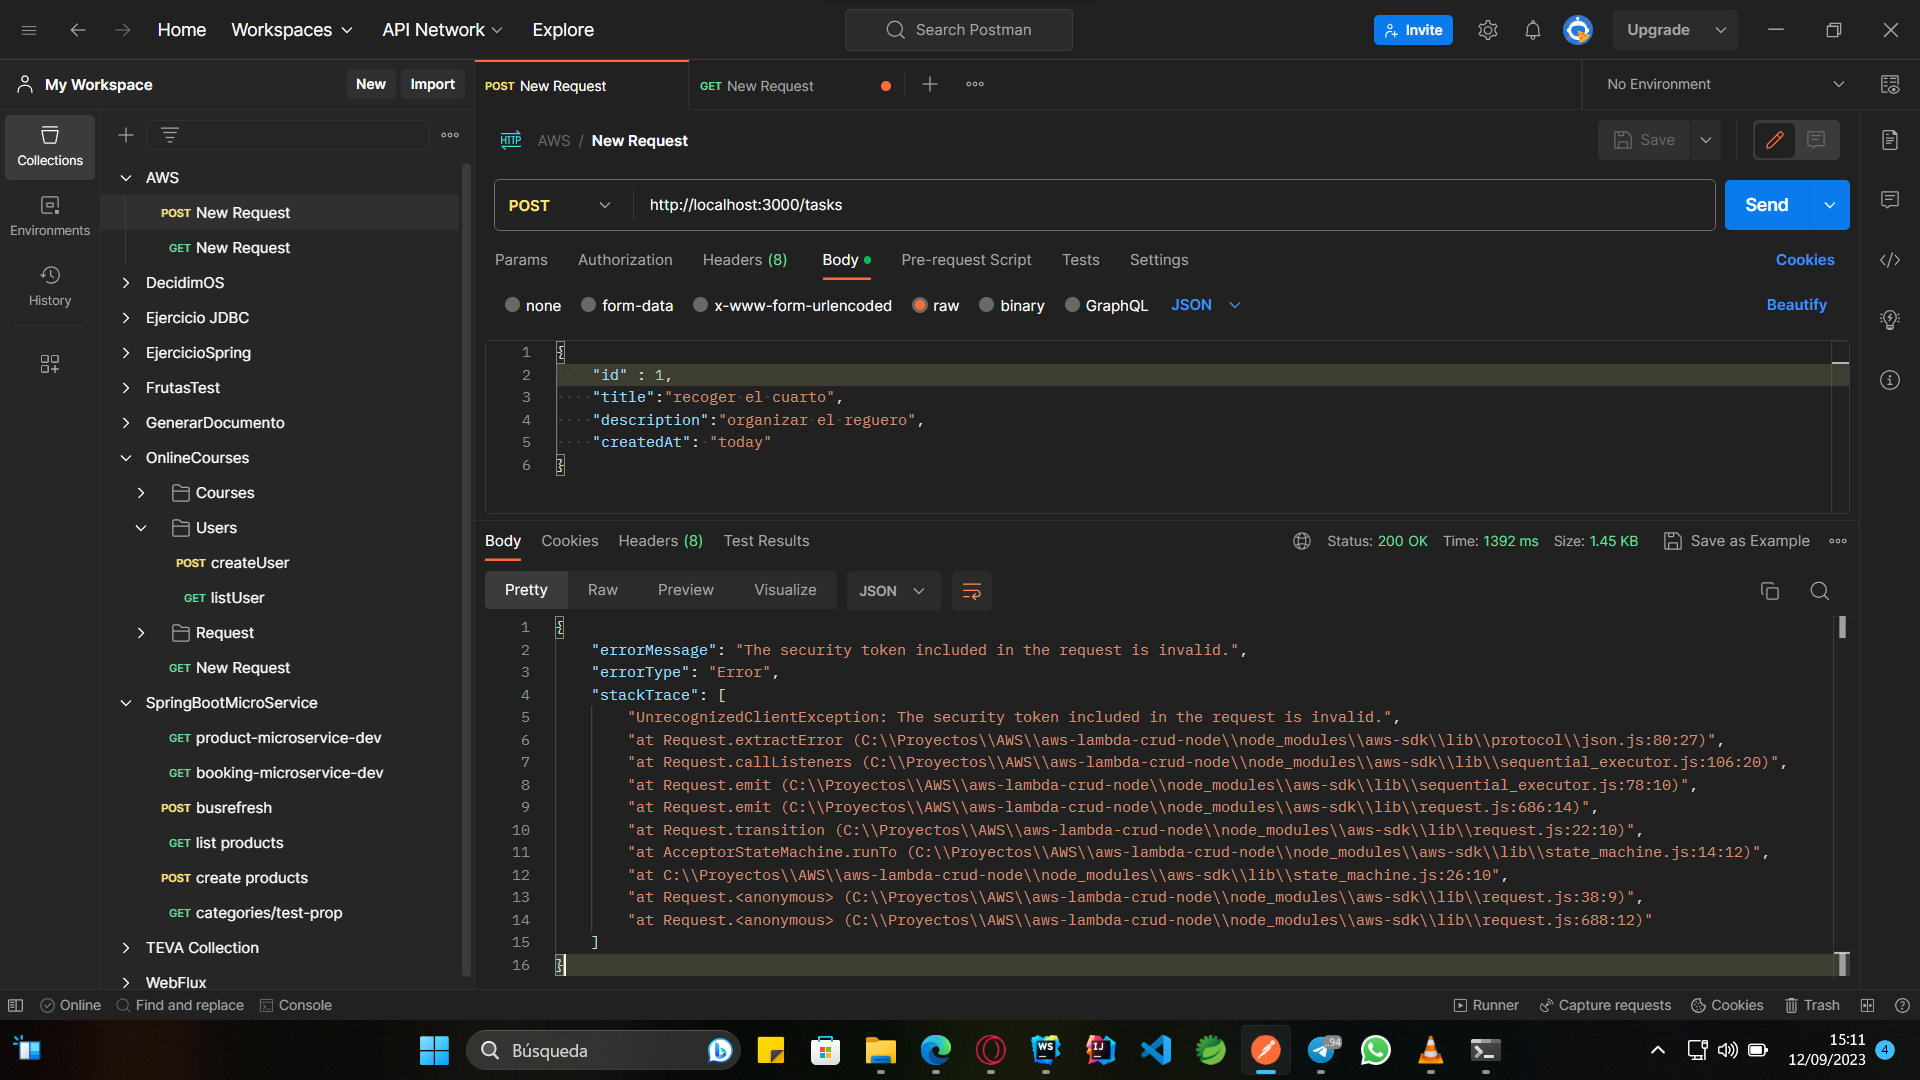 Home
Workspaces
API Network
Explore
Search Postman
Invite
Upgrade
My Workspace
New
Import
POST New Request
GET New Request
No Environment
Collections
Environments
History
AWS
POST New Request
GET New Request
DecidimOS
Ejercicio JDBC
EjercicioSpring
FrutasTest
GenerarDocumento
OnlineCourses
Courses
Users
POST createUser
GET listUser
Request
GET New Request
SpringBootMicroService
GET product-microservice-dev
GET booking-microservice-dev
POST busrefresh
GET list products
POST create products
GET categories/test-prop
TEVA Collection
WebFlux
HTTP AWS / New Request
Save
POST http://localhost:3000/tasks
Send
Params Authorization Headers (8) Body Pre-request Script Tests Settings
Cookies
none form-data x-www-form-urlencoded raw binary GraphQL JSON
Beautify
1 {
2 "id" : 1,
3 "title":"recoger el cuarto",
4 "description":"organizar el reguero",
5 "createdAt": "today"
6 }
Body Cookies Headers (8) Test Results
Status: 200 OK Time: 1392 ms Size: 1.45 KB Save as Example
Pretty Raw Preview Visualize JSON
1 {
2 "errorMessage": "The security token included in the request is invalid.",
3 "errorType": "Error",
4 "stackTrace": [
5 "UnrecognizedClientException: The security token included in the request is invalid.",
6 "at Request.extractError (C:\\Proyectos\\AWS\\aws-lambda-crud-node\\node_modules\\aws-sdk\\lib\\protocol\\json.js:80:27)",
7 "at Request.callListeners (C:\\Proyectos\\AWS\\aws-lambda-crud-node\\node_modules\\aws-sdk\\lib\\sequential_executor.js:106:20)",
8 "at Request.emit (C:\\Proyectos\\AWS\\aws-lambda-crud-node\\node_modules\\aws-sdk\\lib\\sequential_executor.js:78:10)",
9 "at Request.emit (C:\\Proyectos\\AWS\\aws-lambda-crud-node\\node_modules\\aws-sdk\\lib\\request.js:686:14)",
10 "at Request.transition (C:\\Proyectos\\AWS\\aws-lambda-crud-node\\node_modules\\aws-sdk\\lib\\request.js:22:10)",
11 "at AcceptorStateMachine.runTo (C:\\Proyectos\\AWS\\aws-lambda-crud-node\\node_modules\\aws-sdk\\lib\\state_machine.js:14:12)",
12 "at C:\\Proyectos\\AWS\\aws-lambda-crud-node\\node_modules\\aws-sdk\\lib\\state_machine.js:26:10",
13 "at Request.<anonymous> (C:\\Proyectos\\AWS\\aws-lambda-crud-node\\node_modules\\aws-sdk\\lib\\request.js:38:9)",
14 "at Request.<anonymous> (C:\\Proyectos\\AWS\\aws-lambda-crud-node\\node_modules\\aws-sdk\\lib\\request.js:688:12)"
15 ]
16 }
Online Find and replace Console
Runner Capture requests Cookies Trash
Búsqueda
WS
IJ
94
15:11
12/09/2023
4